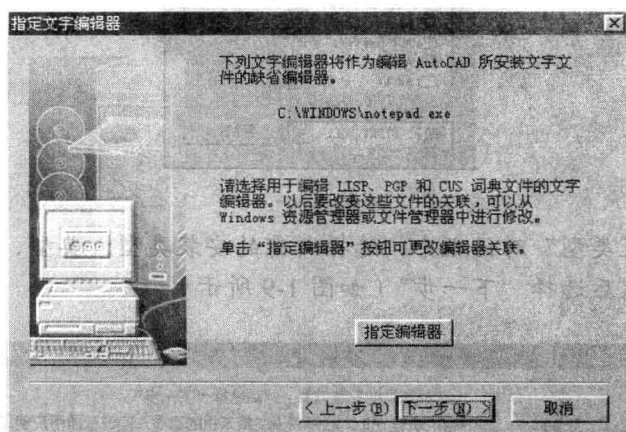 指定文字编辑器
下列文字编辑器将作为编辑 AutoCAD 所安装文字文
件的缺省编辑器。
C:\WINDOWS\notepad.exe
请选择用于编辑 LISP、PGP 和 CUS 词典文件的文字
编辑器。以后要改变这些文件的关联,可以从
Windows 资源管理器或文件管理器中进行修改。
单击“指定编辑器”按钮可更改编辑器关联。
指定编辑器
< 上一步(B) 下一步(N) > 取消